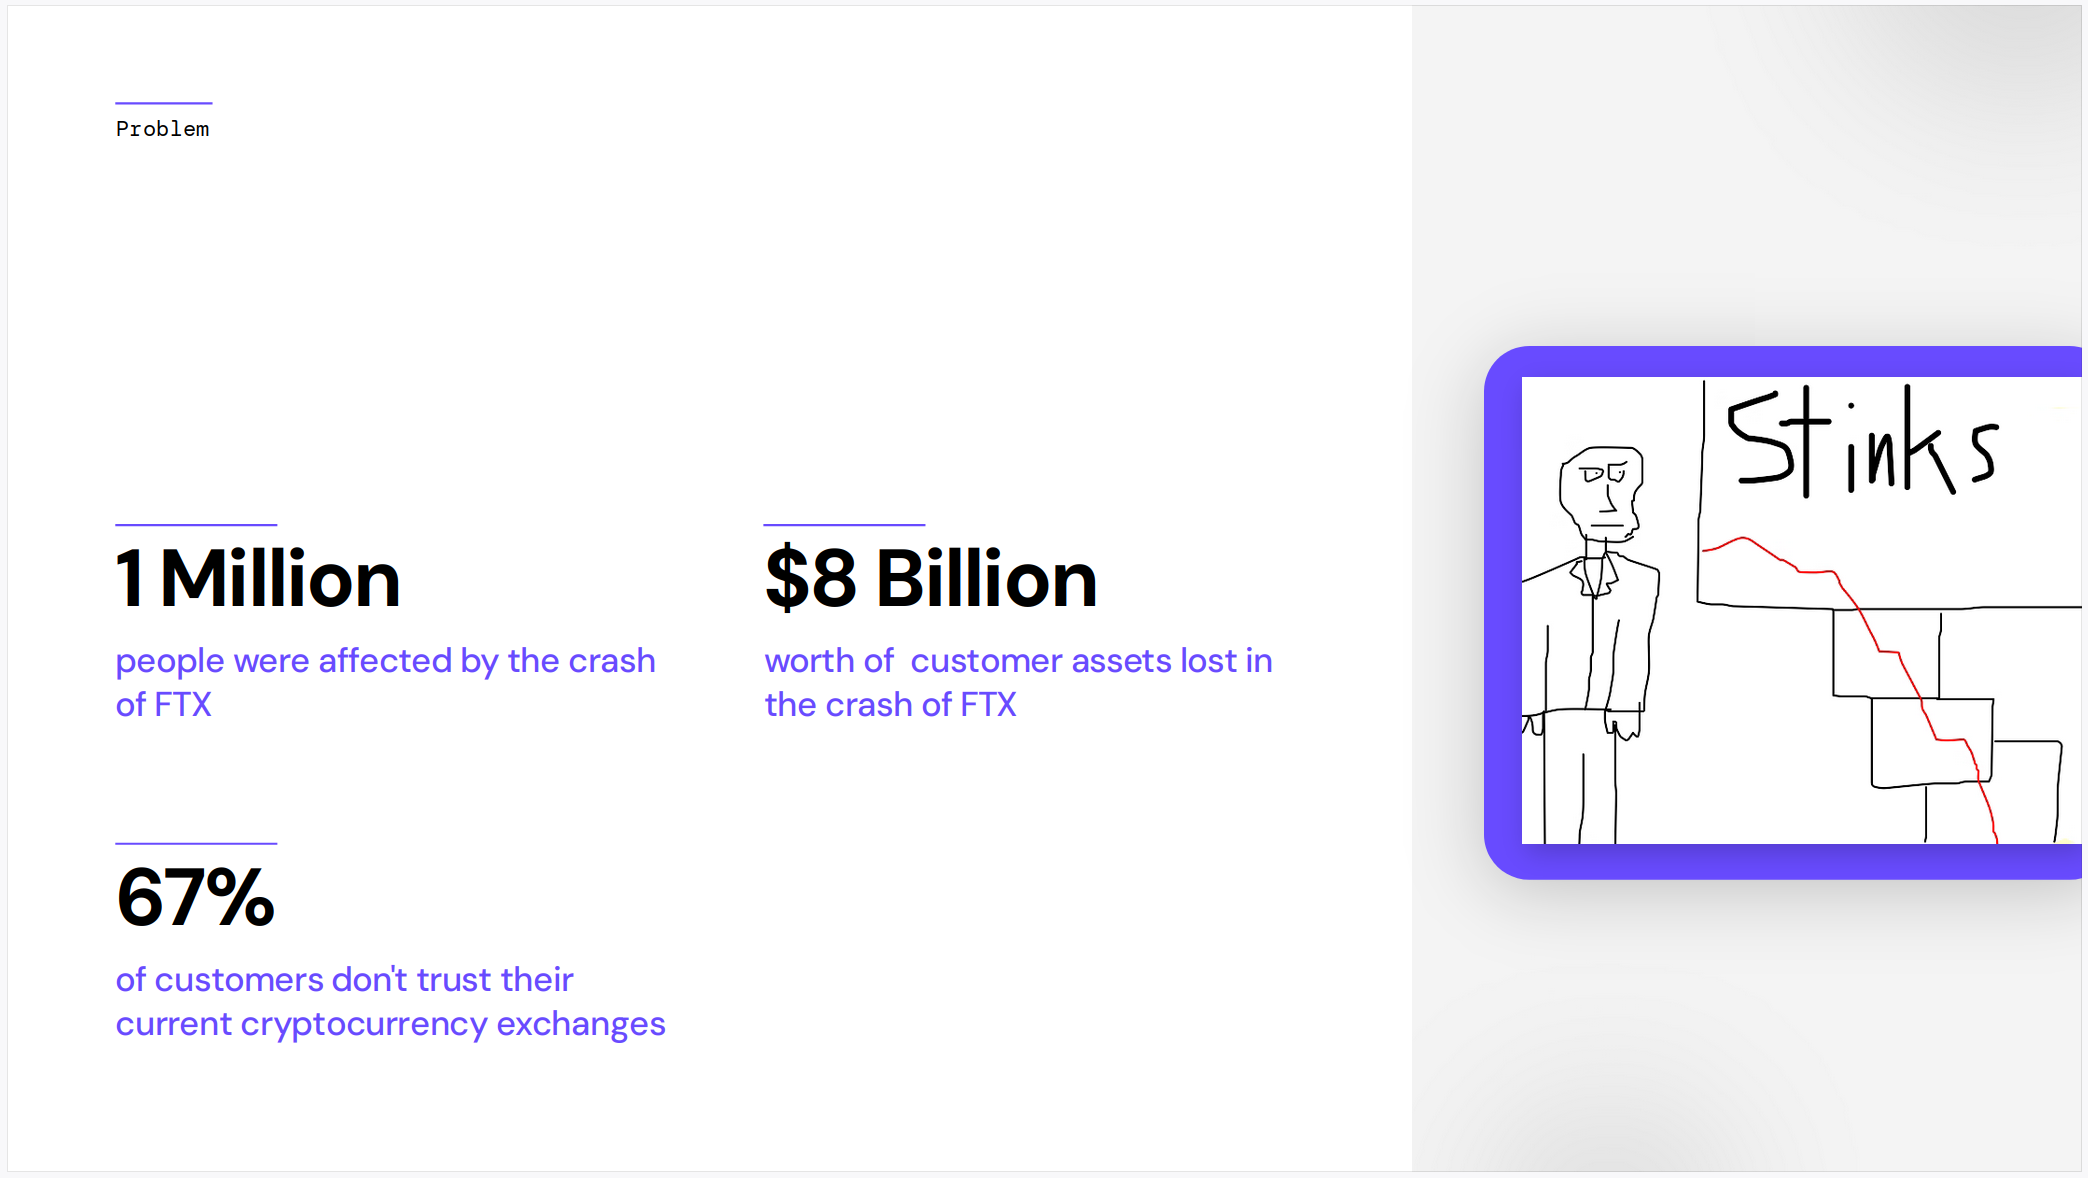 Problem
1 Million
people were affected by the crash
of FTX
$8 Billion
worth of  customer assets lost in
the crash of FTX
67%
of customers don't trust their
current cryptocurrency exchanges
Stinks